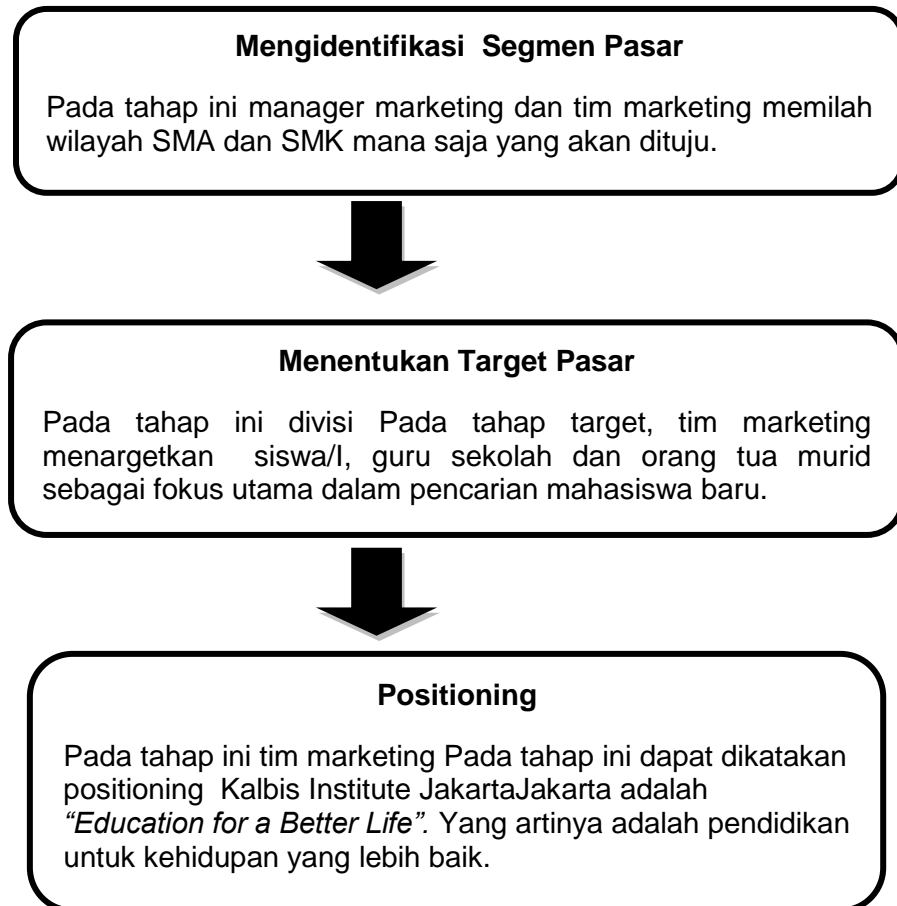 Mengidentifikasi Segmen Pasar
Pada tahap ini manager marketing dan tim marketing memilah
wilayah SMA dan SMK mana saja yang akan dituju.
Menentukan Target Pasar
Pada tahap ini divisi Pada tahap target, tim marketing
menargetkan siswa/I, guru sekolah dan orang tua murid
sebagai fokus utama dalam pencarian mahasiswa baru.
Positioning
Pada tahap ini tim marketing Pada tahap ini dapat dikatakan
positioning Kalbis Institute JakartaJakarta adalah
“Education for a Better Life”. Yang artinya adalah pendidikan
untuk kehidupan yang lebih baik.